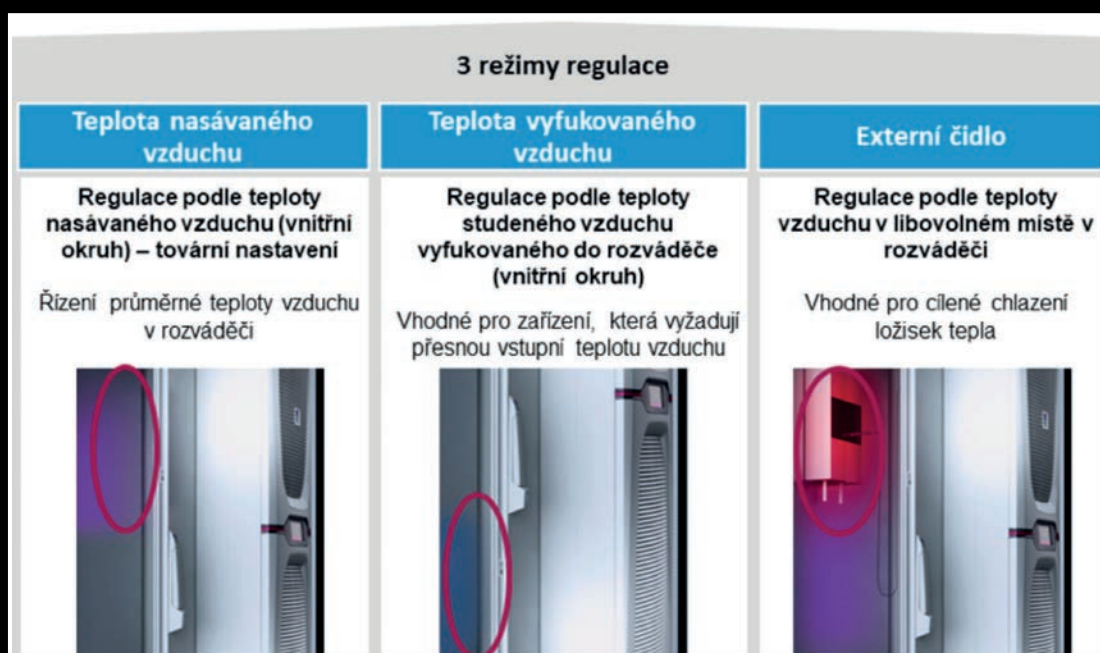 3 režimy regulace
Teplota nasávaného
vzduchu
Regulace podle teploty
nasávaného vzduchu (vnitřní
okruh) – tovární nastavení
Řízení průměrné teploty vzduchu
v rozváděči
Teplota vyfukovaného
vzduchu
Regulace podle teploty
studeného vzduchu
vyfukovaného do rozváděče
(vnitřní okruh)
Vhodné pro zařízení, která vyžadují
přesnou vstupní teplotu vzduchu
Externí čidlo
Regulace podle teploty
vzduchu v libovolném místě v
rozváděči
Vhodné pro cílené chlazení
ložisek tepla